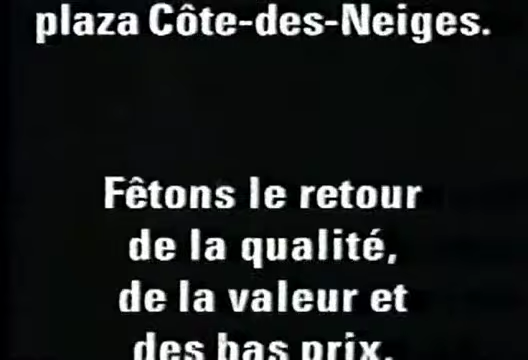 plaza Côte-des-Neiges.
Fêtons le retour
de la qualité,
de la valeur et
des bas prix.